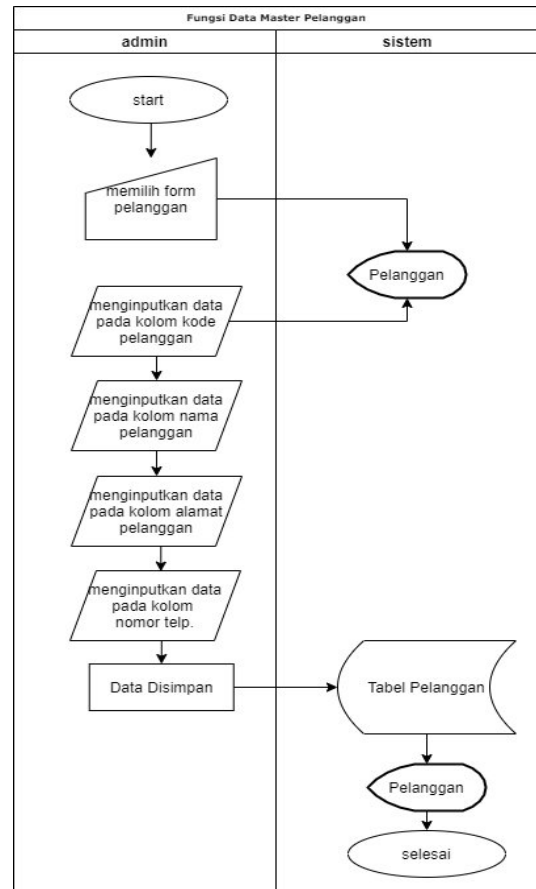 Fungsi Data Master Pelanggan
admin
sistem
start
memilih form
pelanggan
Pelanggan
menginputkan data
pada kolom kode
pelanggan
menginputkan data
pada kolom nama
pelanggan
menginputkan data
pada kolom alamat
pelanggan
menginputkan data
pada kolom
nomor telp.
Data Disimpan
Tabel Pelanggan
Pelanggan
selesai